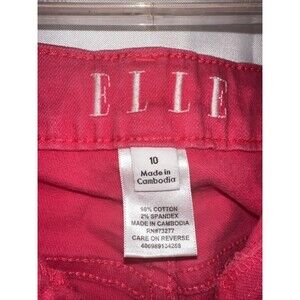 ELLE
10
Made in
Cambodia
98% COTTON
2% SPANDEX
MADE IN CAMBODIA
RN#73277
CARE ON REVERSE